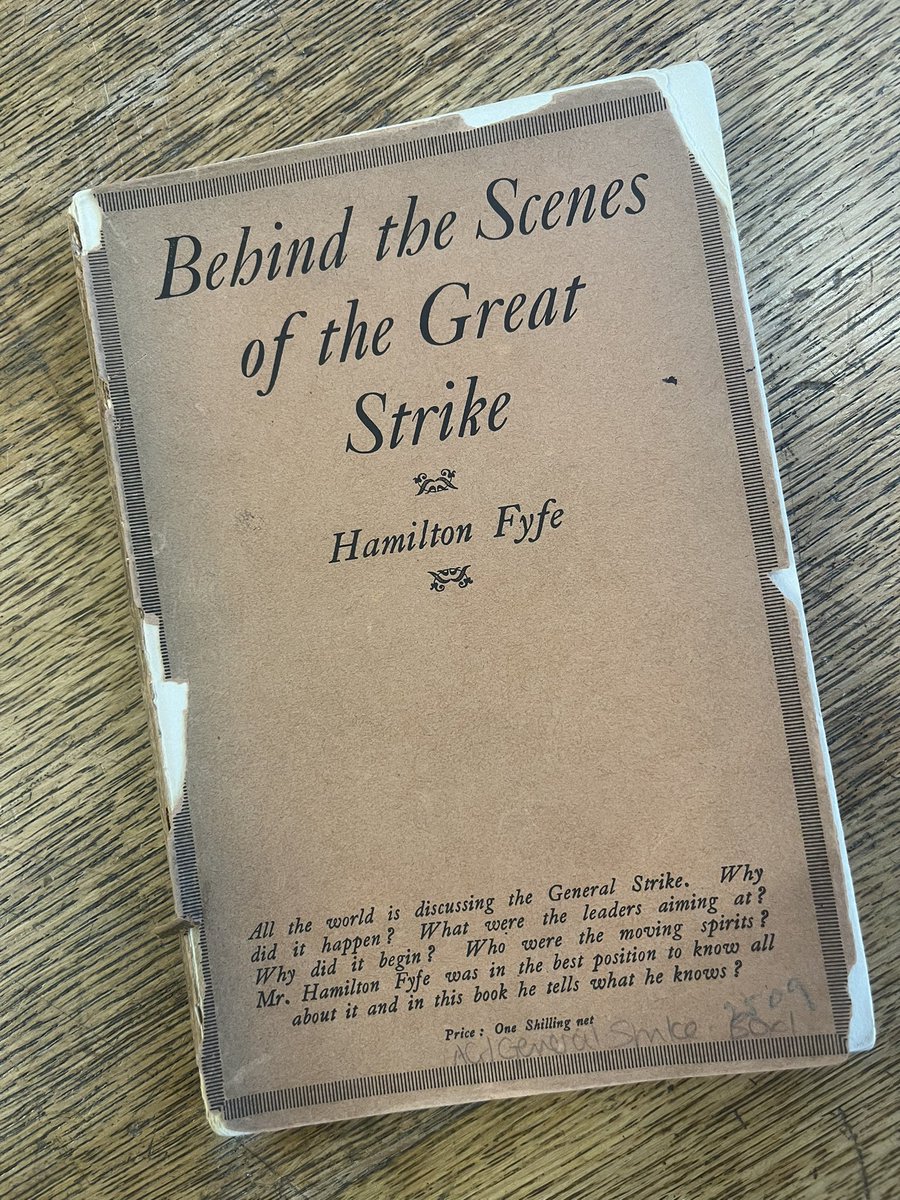 Behind the Scenes
of the Great
Strike
Hamilton Fyfe
All the world is discussing the General Strike. Why
did it happen? What were the leaders aiming at?
Why did it begin? Who were the moving spirits?
Mr. Hamilton Fyfe was in the best position to know all
about it and in this book he tells what he knows?
Price: One Shilling net
General Strike